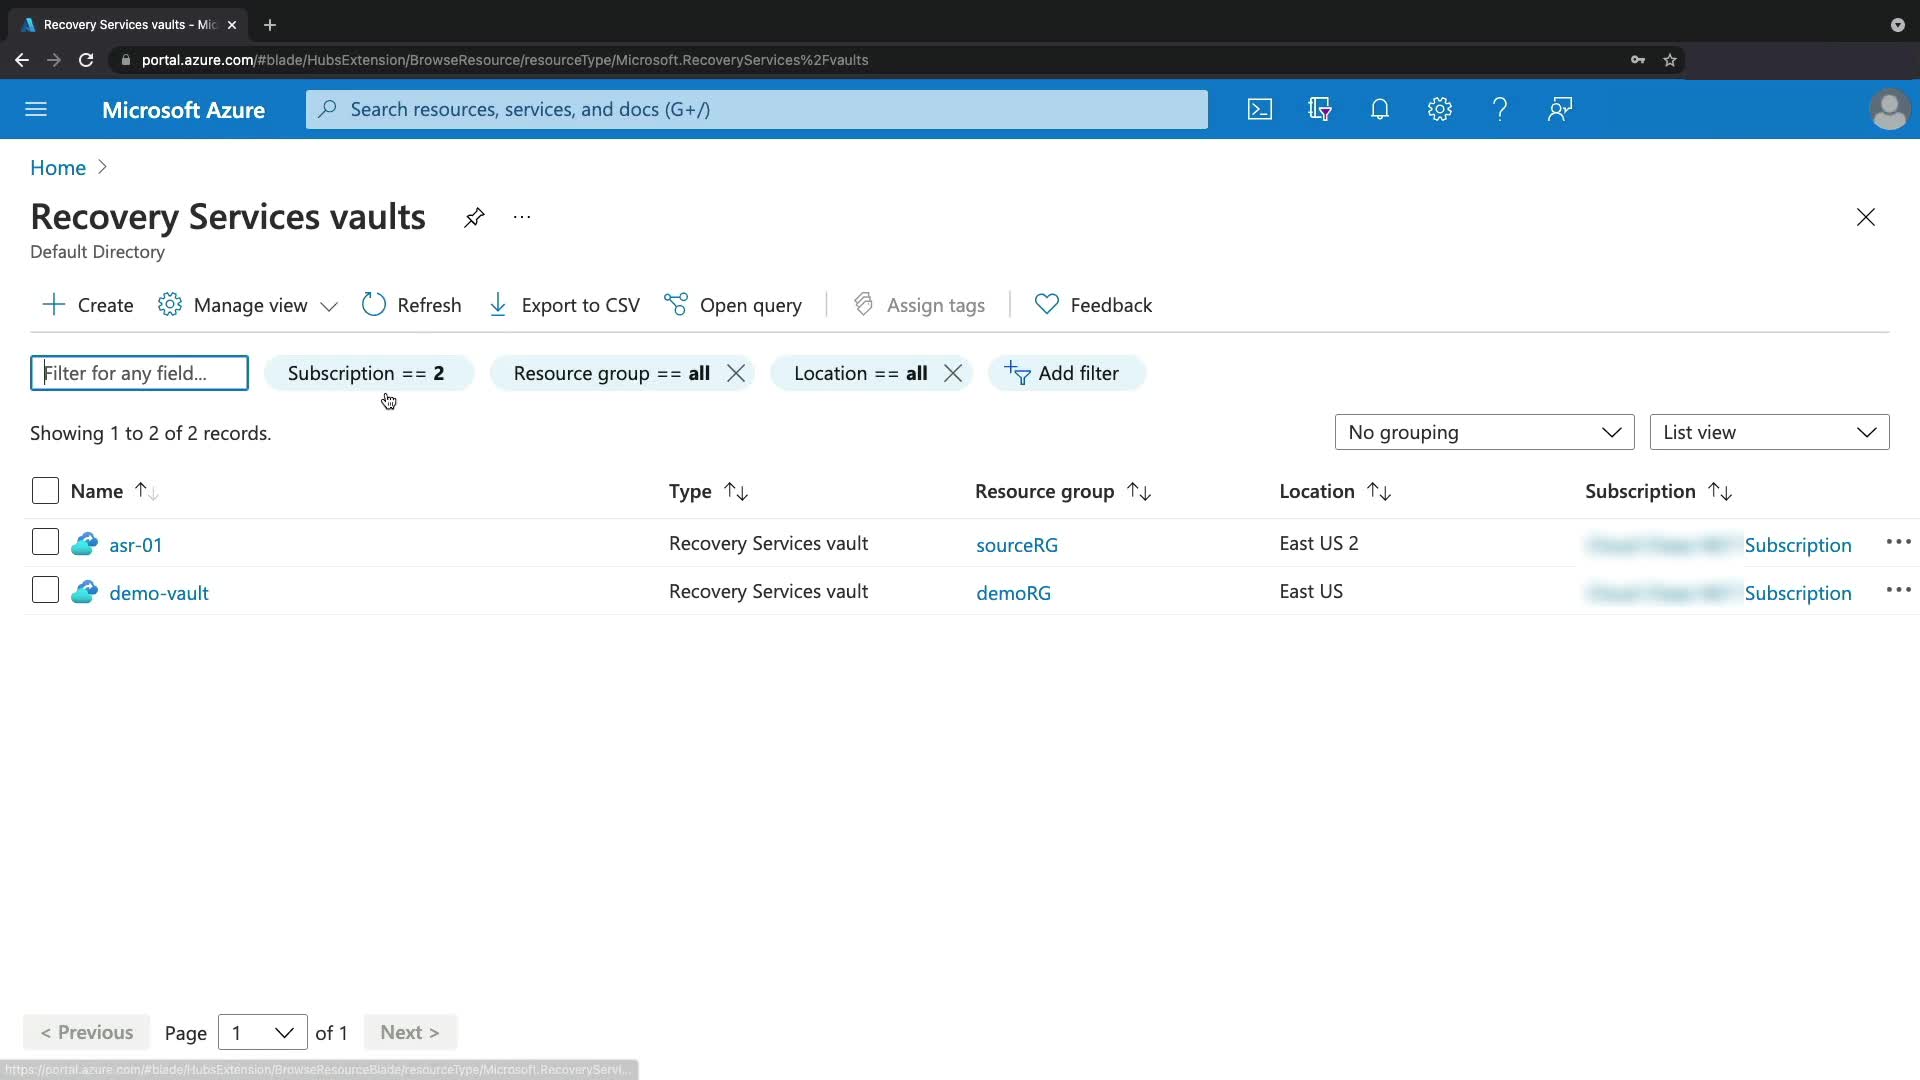 Recovery Services vaults - Mic
portal.azure.com/#blade/HubsExtension/BrowseResource/resourceType/Microsoft.RecoveryServices%2Fvaults
Microsoft Azure
Search resources, services, and docs (G+/)
Home
Recovery Services vaults
Default Directory
Create Manage view Refresh Export to CSV Open query Assign tags Feedback
Filter for any field... Subscription == 2 Resource group == all Location == all Add filter
Showing 1 to 2 of 2 records. No grouping List view
Name Type Resource group Location Subscription
asr-01 Recovery Services vault sourceRG East US 2 Subscription
demo-vault Recovery Services vault demoRG East US Subscription
< Previous Page 1 of 1 Next >
https://portal.azure.com/#blade/HubsExtension/BrowseResourceBlade/resourceType/Microsoft.RecoveryServi...